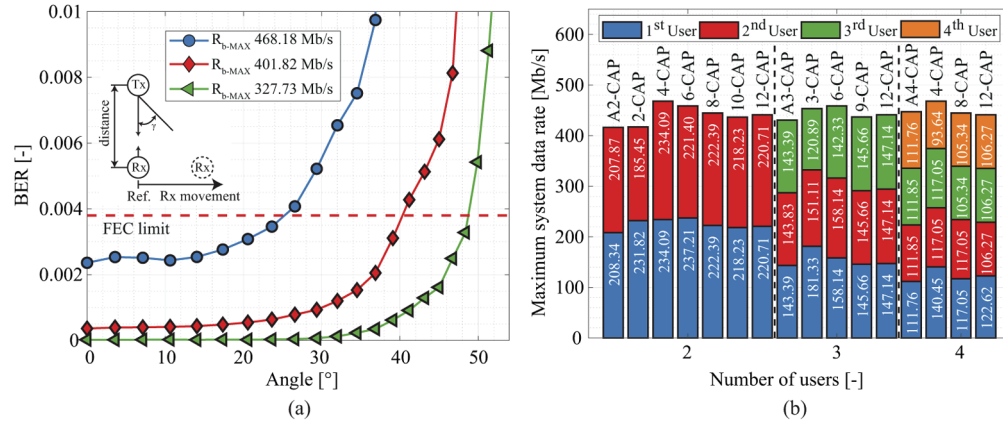 (a)
0.01
0.008
0.006
0.004
0.002
0
BER [-]
R_b-MAX 468.18 Mb/s
R_b-MAX 401.82 Mb/s
R_b-MAX 327.73 Mb/s
Tx
distance
γ
Rx
Ref. Rx movement
FEC limit
0 10 20 30 40 50
Angle [°]
(a)
(b)
600
500
400
300
200
100
0
Maximum system data rate [Mb/s]
1st User 2nd User 3rd User 4th User
A2-CAP 2-CAP 4-CAP 6-CAP 8-CAP 10-CAP 12-CAP A3-CAP 3-CAP 6-CAP 9-CAP 12-CAP A4-CAP 4-CAP 8-CAP 12-CAP
111.76 93.64 105.34 106.27
143.39 120.89 142.33 145.66 147.14 111.85 117.05 105.34 106.27
207.87 185.45 234.09 221.40 222.39 218.23 220.71 143.83 151.11 158.14 145.66 147.14 111.85 117.05 117.05 106.27
208.34 231.82 234.09 237.21 222.39 218.23 220.71 143.39 181.33 158.14 145.66 147.14 111.76 140.45 117.05 122.62
2 3 4
Number of users [-]
(b)